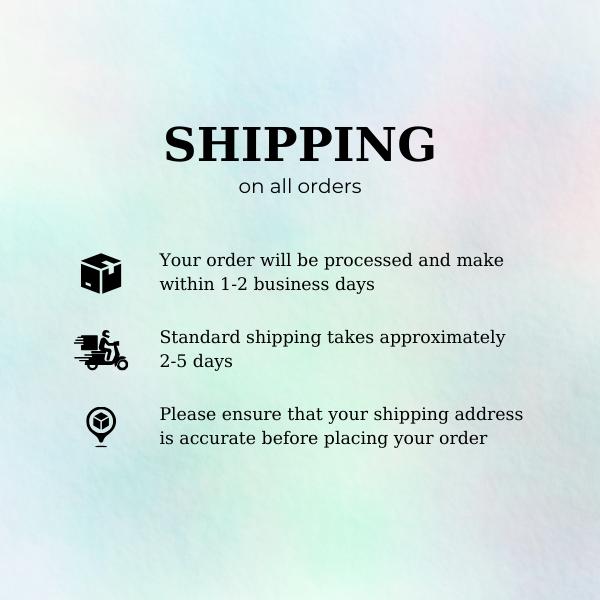 SHIPPING
on all orders
Your order will be processed and make
within 1-2 business days
Standard shipping takes approximately
2-5 days
Please ensure that your shipping address
is accurate before placing your order